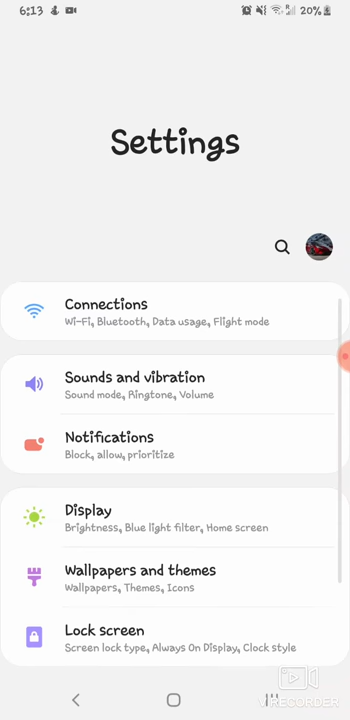 6:13
R
20%
Settings
Connections
Wi-Fi, Bluetooth, Data usage, Flight mode
Sounds and vibration
Sound mode, Ringtone, Volume
Notifications
Block, allow, prioritize
Display
Brightness, Blue light filter, Home screen
Wallpapers and themes
Wallpapers, Themes, Icons
Lock screen
Screen lock type, Always On Display, Clock style
VIRECORDER